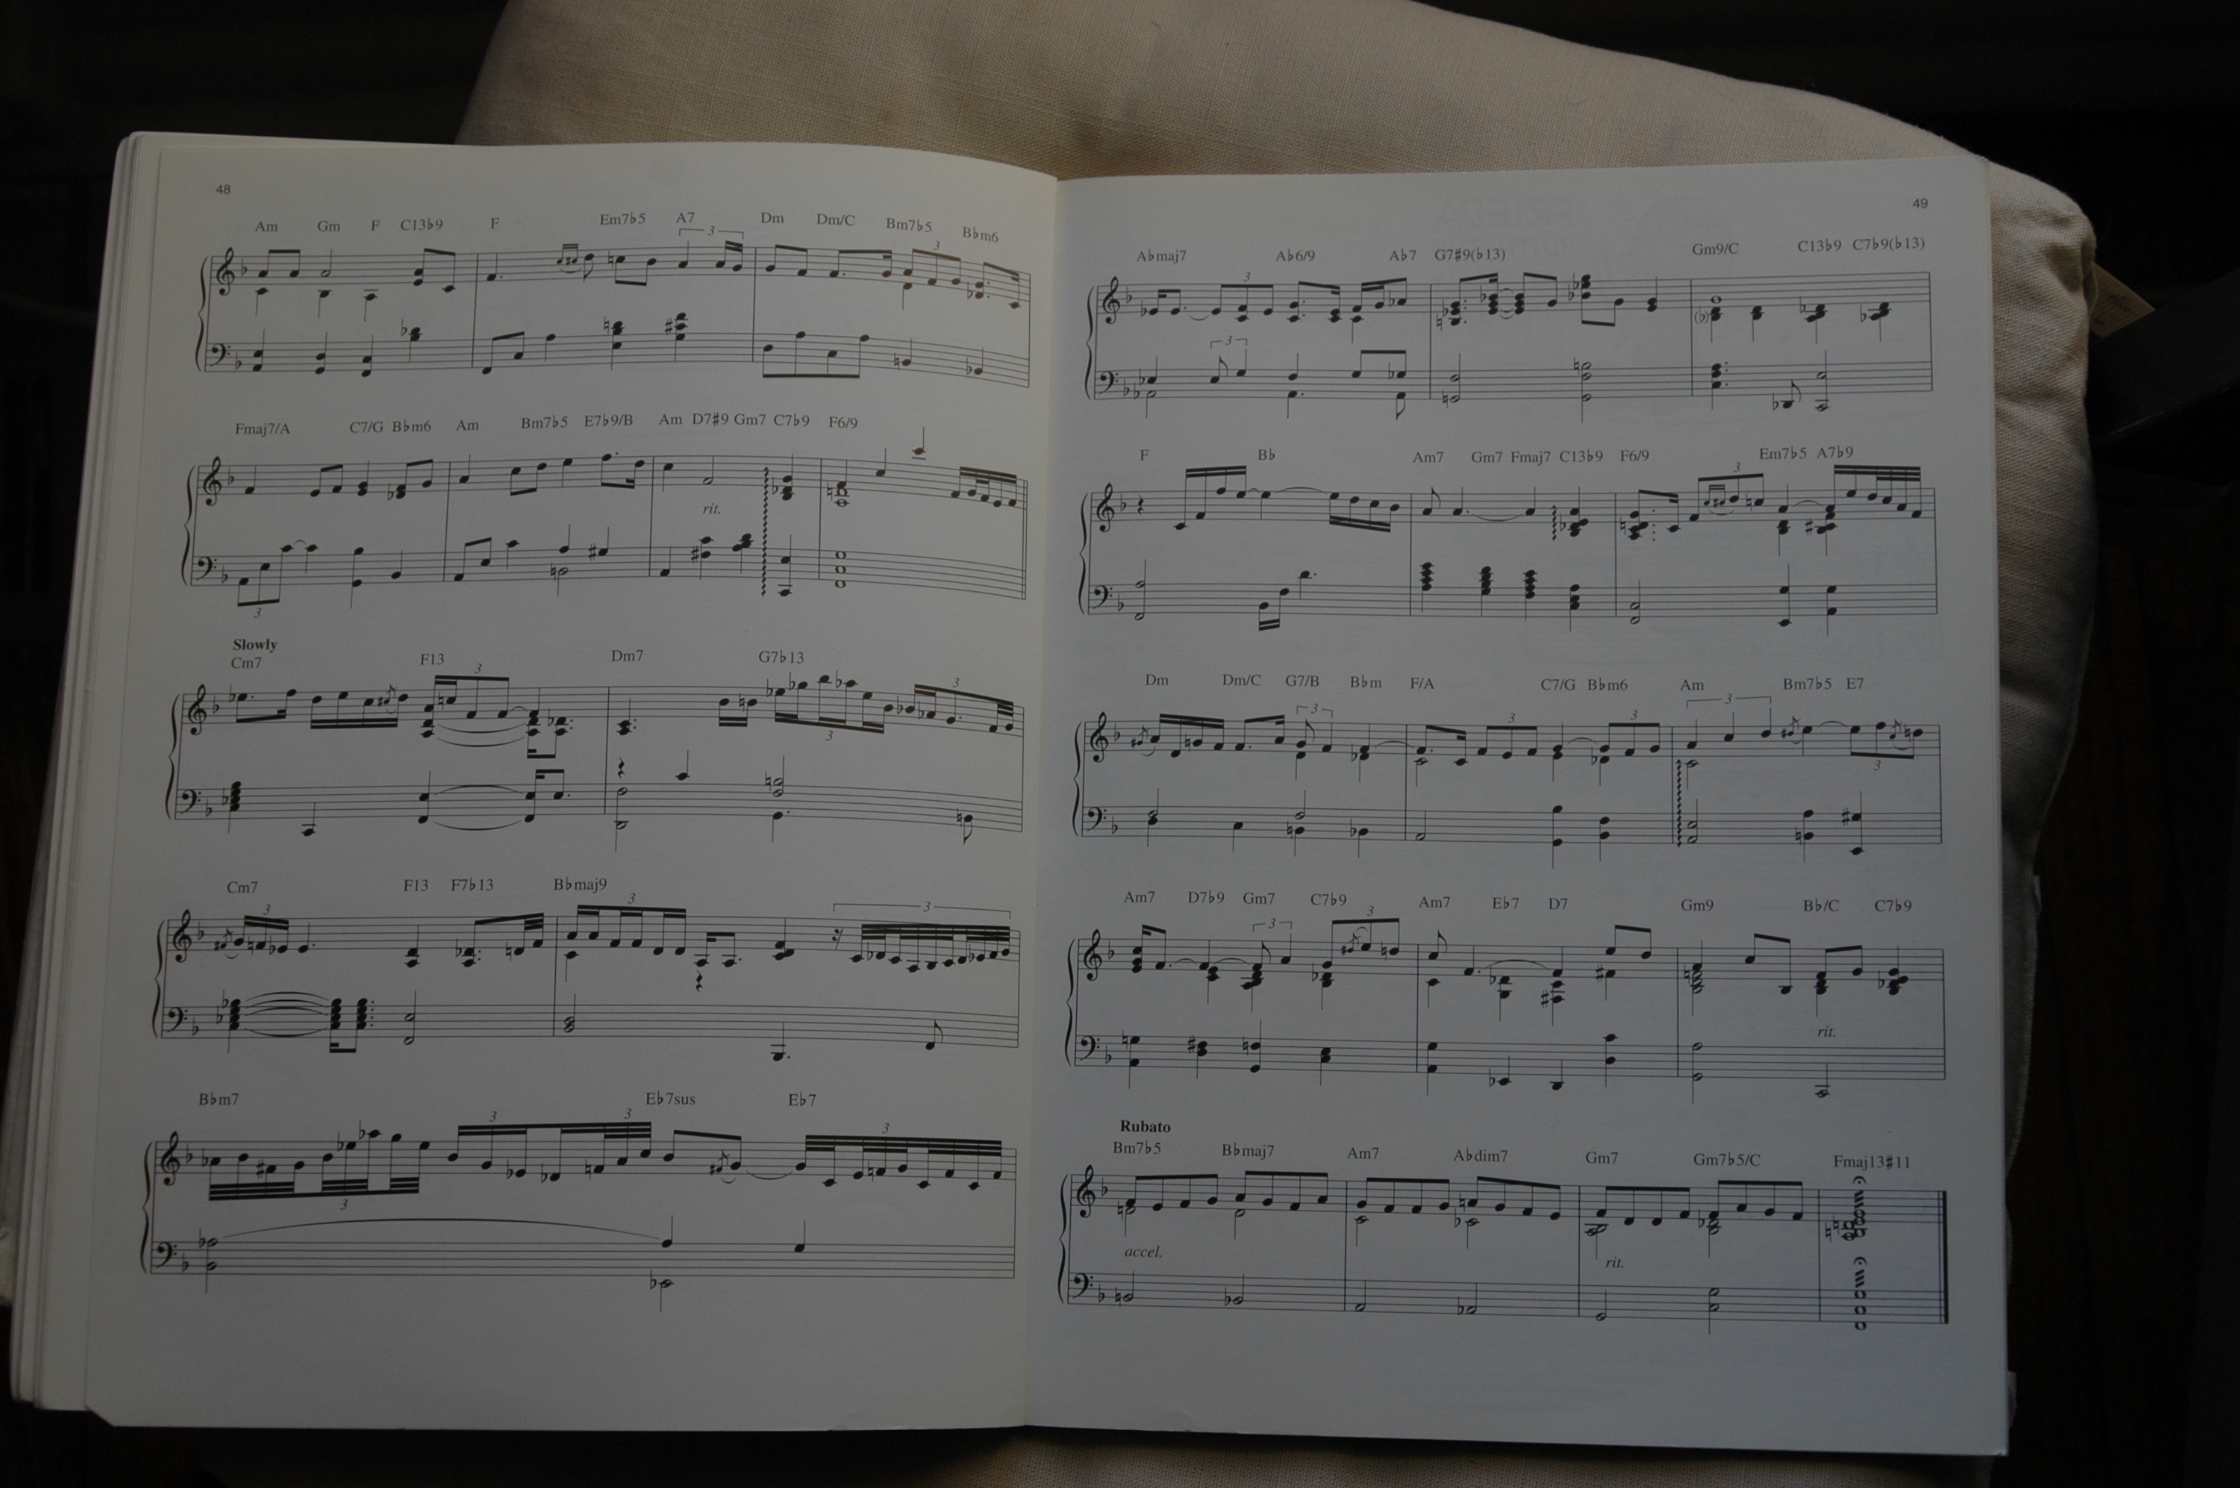 48
Am Gm F C13♭9 F Em7♭5 A7 Dm Dm/C Bm7♭5 B♭m6
3 3
Fmaj7/A C7/G B♭m6 Am Bm7♭5 E7♭9/B Am D7♯9 Gm7 C7♭9 F6/9
rit.
3
Slowly
Cm7 F13 Dm7 G7♭13
3 3
3
Cm7 F13 F7♭13 B♭maj9
3 3 3
B♭m7 E♭7sus E♭7
3 3 3
3
49
A♭maj7 A♭6/9 A♭7 G7♯9(♭13) Gm9/C C13♭9 C7♭9(♭13)
3
(♭)
3
F B♭ Am7 Gm7 Fmaj7 C13♭9 F6/9 Em7♭5 A7♭9
3
Dm Dm/C G7/B B♭m F/A C7/G B♭m6 Am Bm7♭5 E7
3 3 3 3
3
Am7 D7♭9 Gm7 C7♭9 Am7 E♭7 D7 Gm9 B♭/C C7♭9
3 3
rit.
Rubato
Bm7♭5 B♭maj7 Am7 A♭dim7 Gm7 Gm7♭5/C Fmaj13♯11
accel. rit.